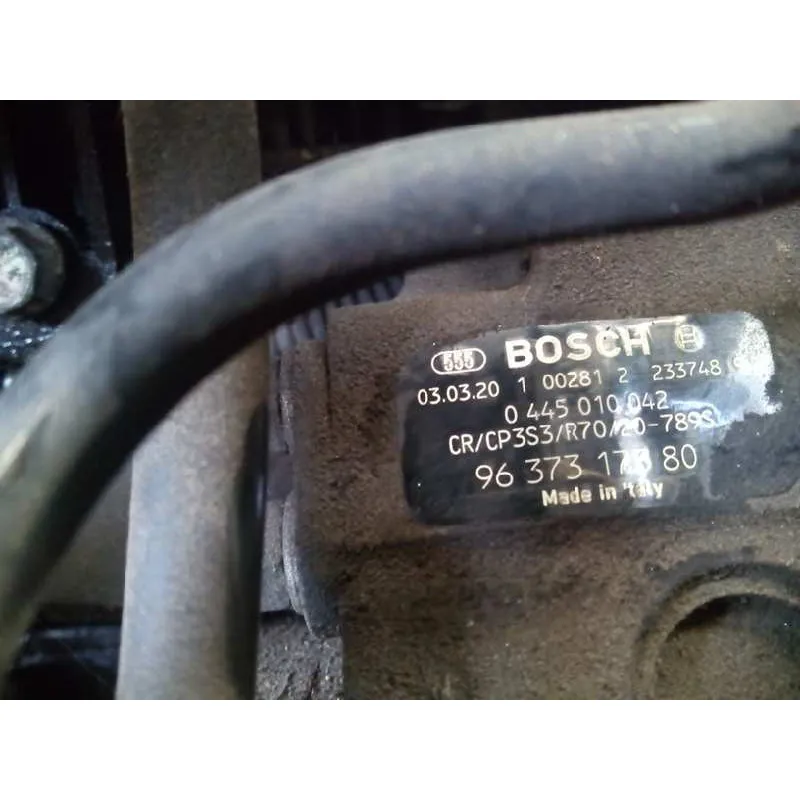 555 BOSCH
03.03.20 1 00281 2 233748
0 445 010 042
CR/CP3S3/R70/20-789S
96 373 80
Made in Italy